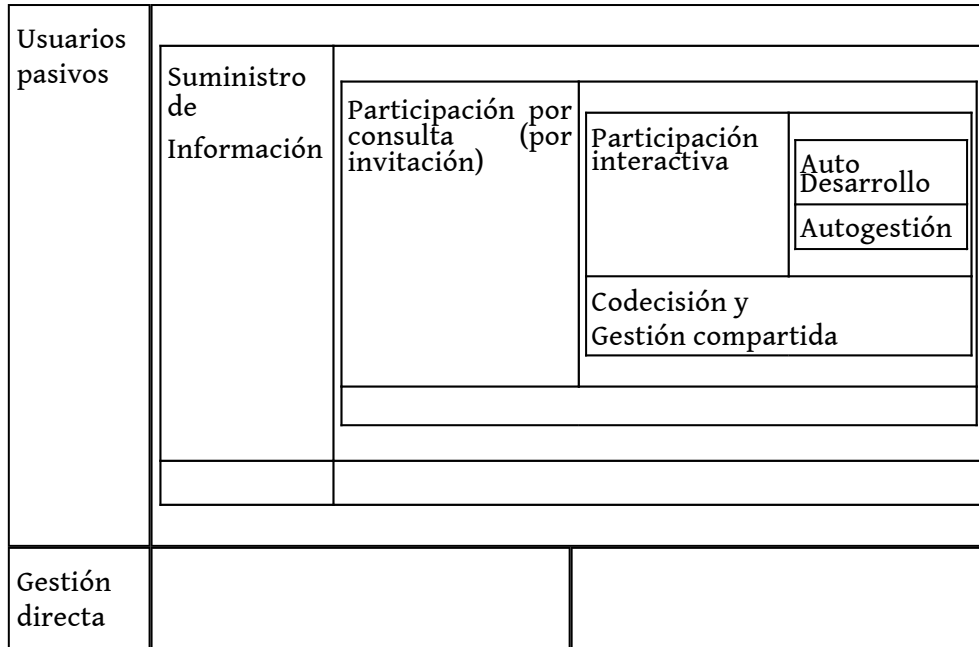 Usuarios
pasivos
Suministro
de
Información
Participación por
consulta (por
invitación)
Participación
interactiva
Auto
Desarrollo
Autogestión
Codecisión y
Gestión compartida
Gestión
directa